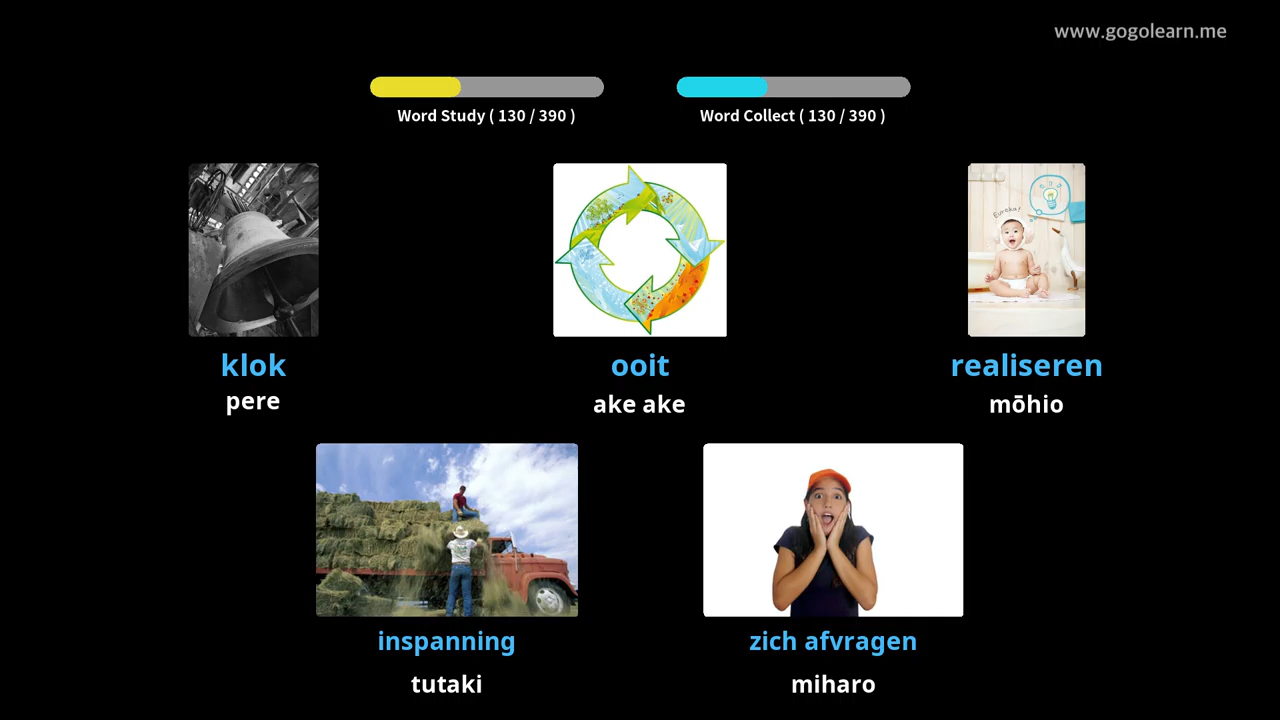 www.gogolearn.me
Word Study ( 130 / 390 )
Word Collect ( 130 / 390 )
Eureka!
klok
pere
ooit
ake ake
realiseren
mōhio
inspanning
tutaki
zich afvragen
miharo